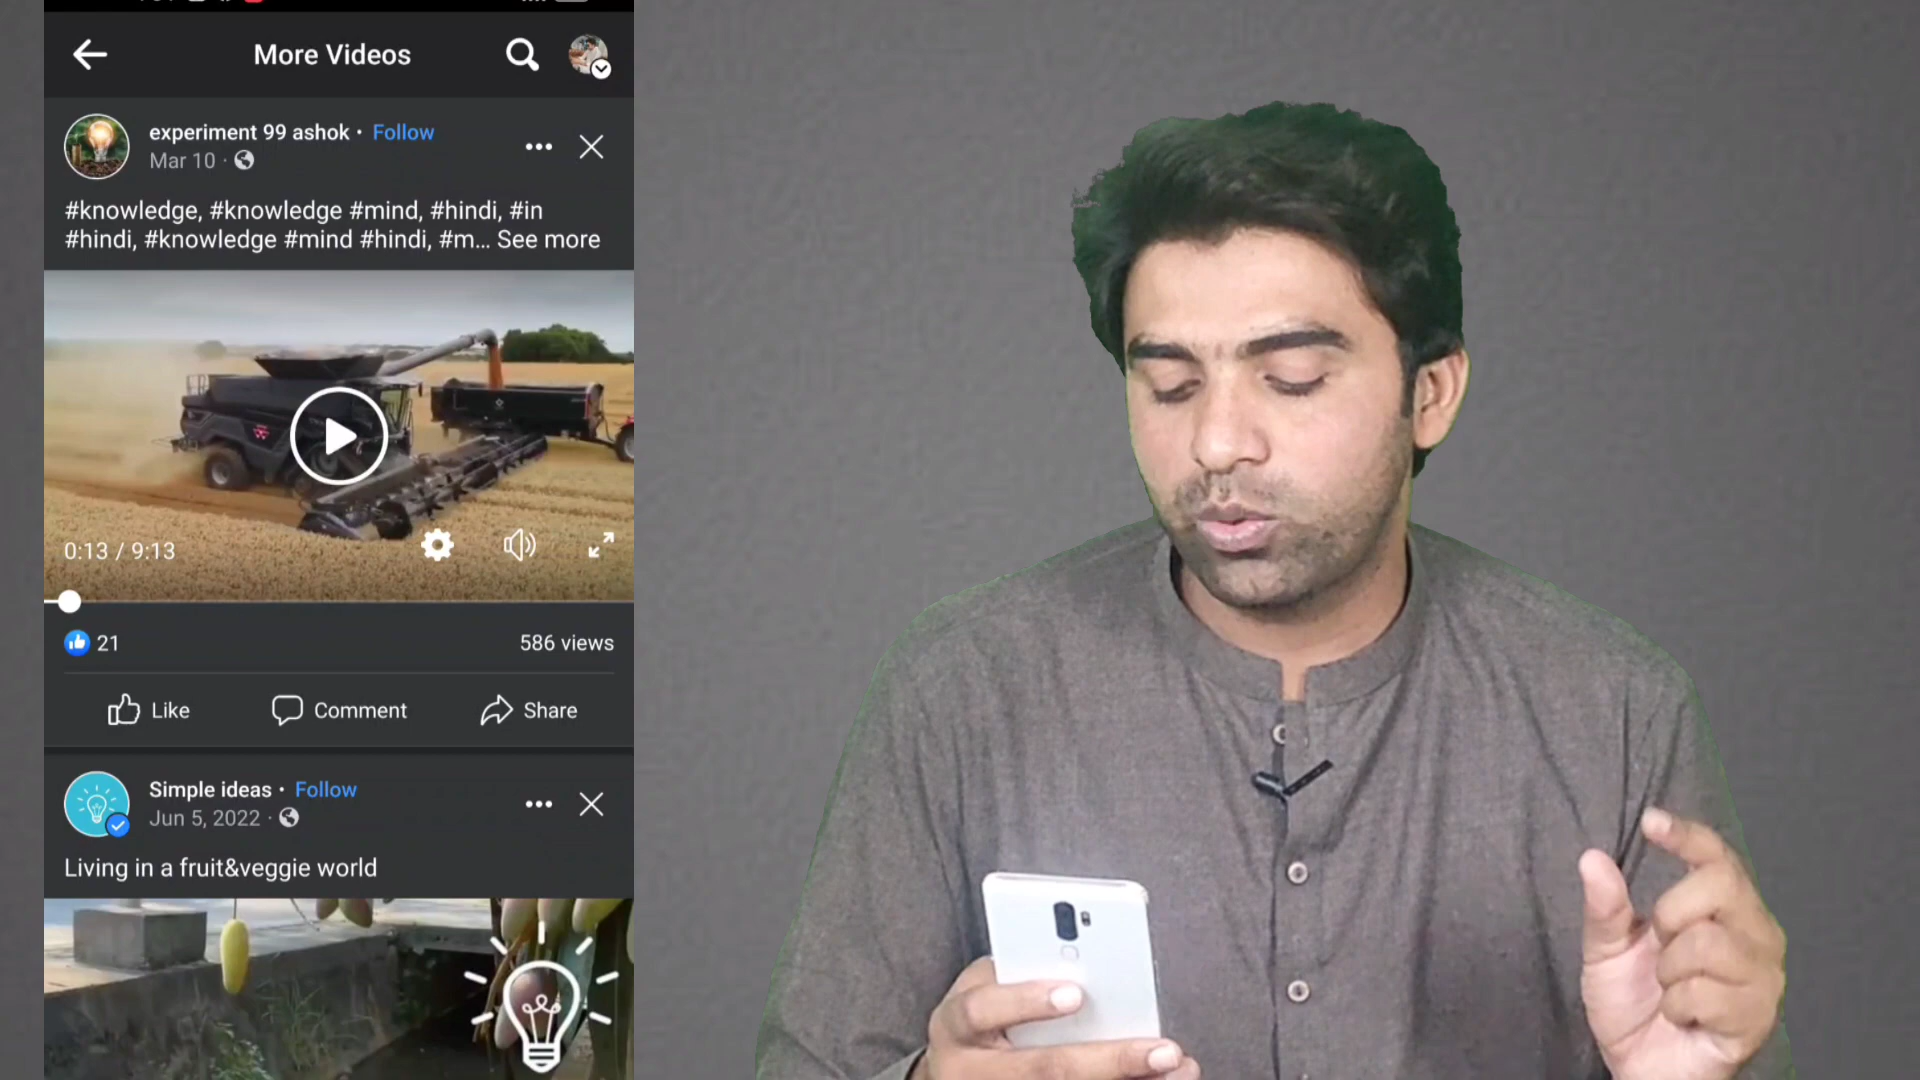 More Videos
experiment 99 ashok · Follow
Mar 10 ·
#knowledge, #knowledge #mind, #hindi, #in
#hindi, #knowledge #mind #hindi, #m... See more
0:13 / 9:13
21
586 views
Like
Comment
Share
Simple ideas · Follow
Jun 5, 2022 ·
Living in a fruit&veggie world